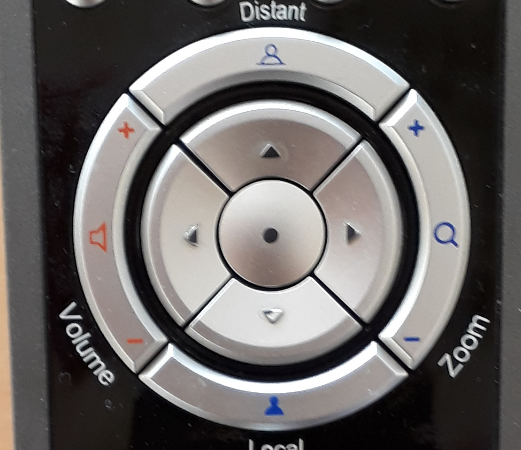 Distant
+ +
Volume
Zoom
- -
Local